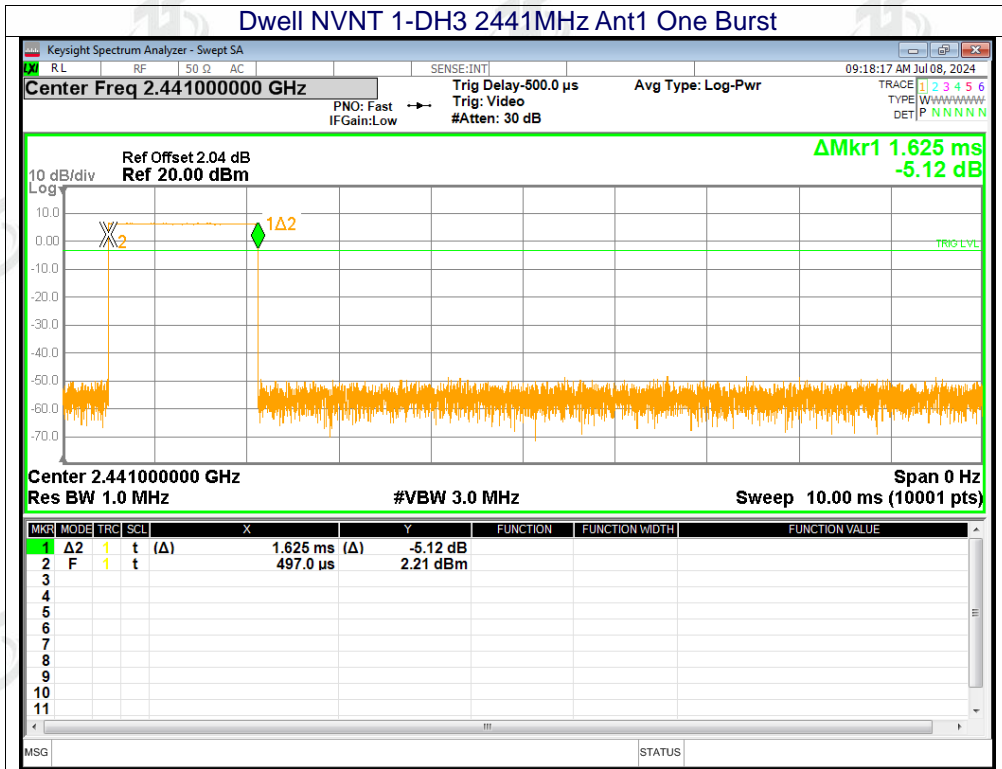 Dwell NVNT 1-DH3 2441MHz Ant1 One Burst
Keysight Spectrum Analyzer - Swept SA
LXI RL RF 50 Ω AC SENSE:INT 09:18:17 AM Jul 08, 2024
Center Freq 2.441000000 GHz Trig Delay-500.0 µs Avg Type: Log-Pwr TRACE 1 2 3 4 5 6
PNO: Fast Trig: Video TYPE WWWWWWW
IFGain:Low #Atten: 30 dB DET P N N N N N
ΔMkr1 1.625 ms
Ref Offset 2.04 dB
10 dB/div Ref 20.00 dBm -5.12 dB
Log
10.0
1Δ2
2
0.00
TRIG LVL
-10.0
-20.0
-30.0
-40.0
-50.0
-60.0
-70.0
Center 2.441000000 GHz Span 0 Hz
Res BW 1.0 MHz #VBW 3.0 MHz Sweep 10.00 ms (10001 pts)
MKR MODE TRC SCL X Y FUNCTION FUNCTION WIDTH FUNCTION VALUE
1 Δ2 1 t (Δ) 1.625 ms (Δ) -5.12 dB
2 F 1 t 497.0 µs 2.21 dBm
3
4
5
6
7
8
9
10
11
MSG STATUS